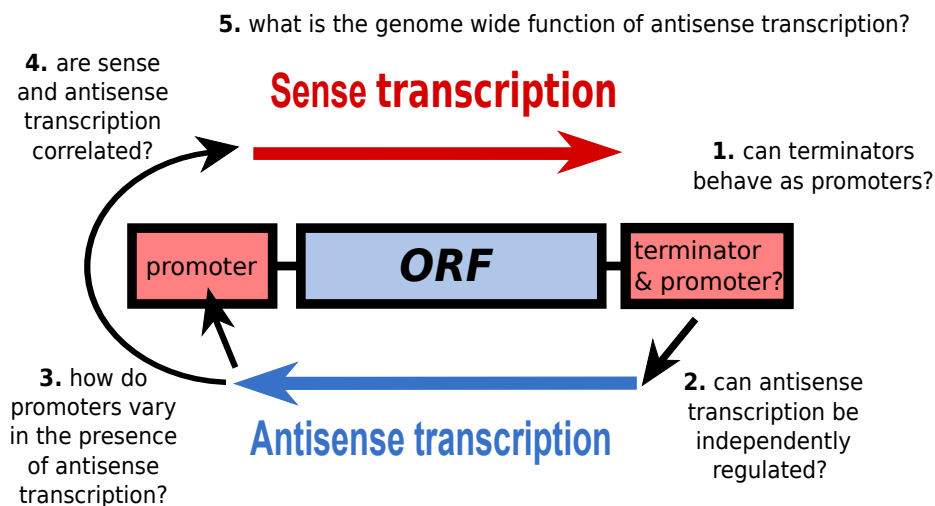 5. what is the genome wide function of antisense transcription?
4. are sense
and antisense
transcription
correlated?
Sense transcription
1. can terminators
behave as promoters?
promoter
ORF
terminator
& promoter?
3. how do
promoters vary
in the presence
of antisense
transcription?
Antisense transcription
2. can antisense
transcription be
independently
regulated?